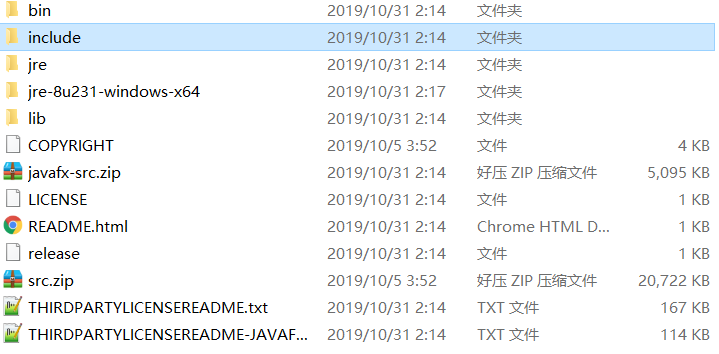 bin 2019/10/31 2:14 文件夹
include 2019/10/31 2:14 文件夹
jre 2019/10/31 2:14 文件夹
jre-8u231-windows-x64 2019/10/31 2:17 文件夹
lib 2019/10/31 2:14 文件夹
COPYRIGHT 2019/10/5 3:52 文件 4 KB
javafx-src.zip 2019/10/31 2:14 好压 ZIP 压缩文件 5,095 KB
LICENSE 2019/10/31 2:14 文件 1 KB
README.html 2019/10/31 2:14 Chrome HTML D... 1 KB
release 2019/10/31 2:14 文件 1 KB
src.zip 2019/10/5 3:52 好压 ZIP 压缩文件 20,722 KB
THIRDPARTYLICENSEREADME.txt 2019/10/31 2:14 TXT 文件 167 KB
THIRDPARTYLICENSEREADME-JAVAF... 2019/10/31 2:14 TXT 文件 114 KB